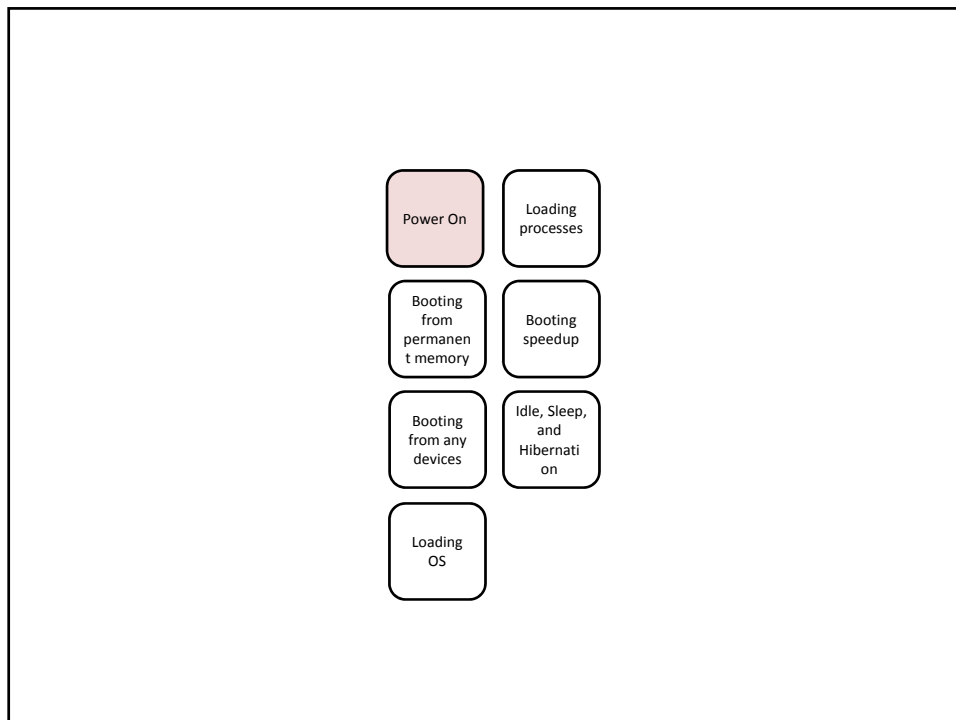 Power On
Loading
processes
Booting
from
permanen
t memory
Booting
speedup
Booting
from any
devices
Idle, Sleep,
and
Hibernati
on
Loading
OS